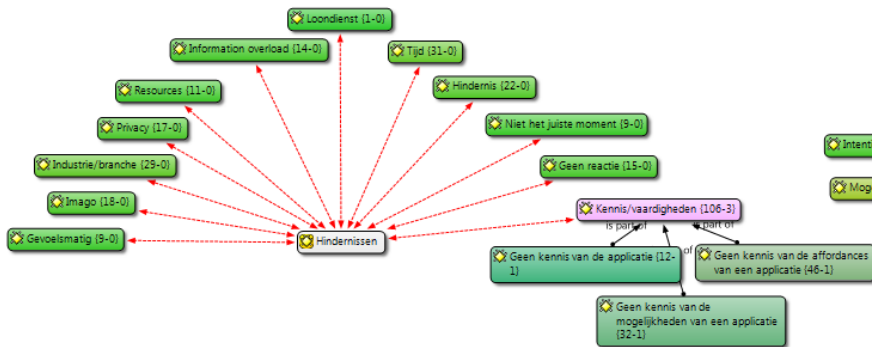 Loondienst {1-0}
Information overload {14-0}
Tijd {31-0}
Resources {11-0}
Hindernis {22-0}
Privacy {17-0}
Niet het juiste moment {9-0}
Industrie/branche {29-0}
Geen reactie {15-0}
Intenti
Imago {18-0}
Kennis/vaardigheden {106-3}
Mog
Gevoelsmatig {9-0}
Hindernissen
is part of
part of
of
Geen kennis van de applicatie {12-
1}
Geen kennis van de affordances
van een applicatie {46-1}
Geen kennis van de
mogelijkheden van een applicatie
{32-1}